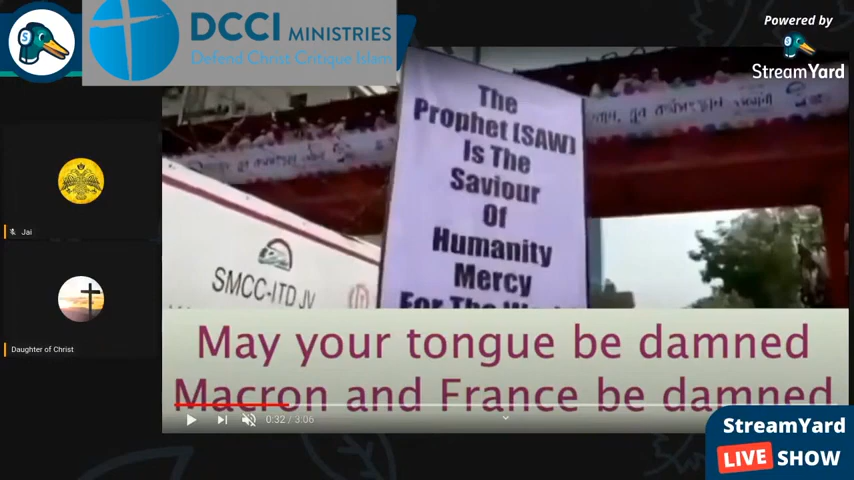 S
DCCI MINISTRIES
Defend Christ Critique Islam
Powered by
S
StreamYard
The
Prophet (SAW)
Is The
Saviour
Of
Humanity
Mercy
For The
SMCC-ITD JV
Jai
Daughter of Christ
May your tongue be damned
Macron and France be damned
0:32 / 3:06
StreamYard
LIVE SHOW